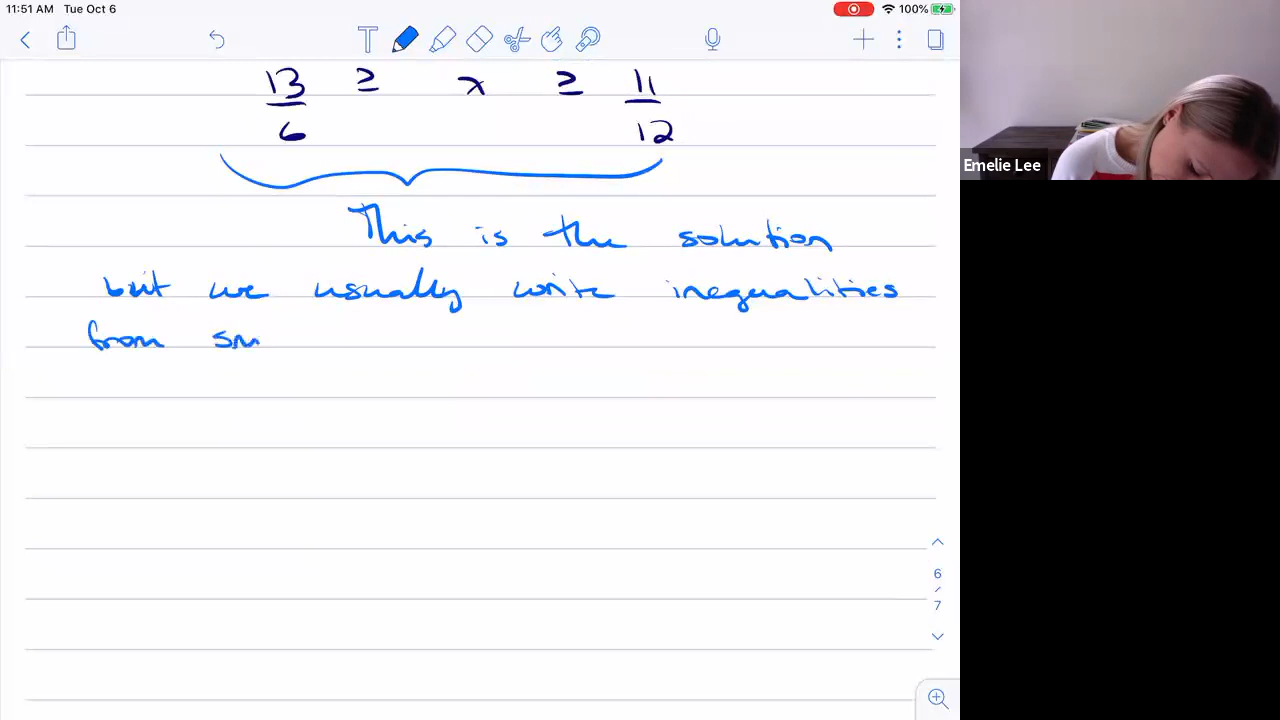 11:51 AM Tue Oct 6
100%
T
13 ≥ x ≥ 11
6 12
This is the solution
but we usually write inequalities
from sm
6
7
Emelie Lee